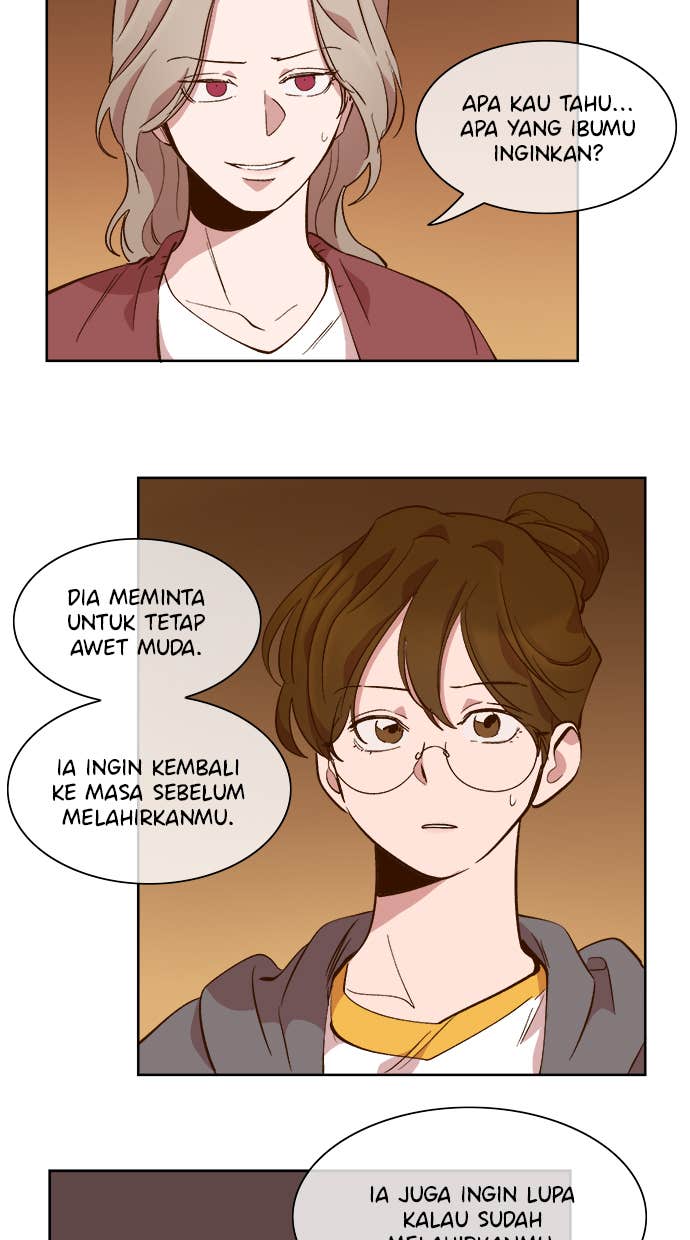 APA KAU TAHU...
APA YANG IBUMU
INGINKAN?
DIA MEMINTA
UNTUK TETAP
AWET MUDA.
IA INGIN KEMBALI
KE MASA SEBELUM
MELAHIRKANMU.
IA JUGA INGIN LUPA
KALAU SUDAH
MELAHIRKANMU